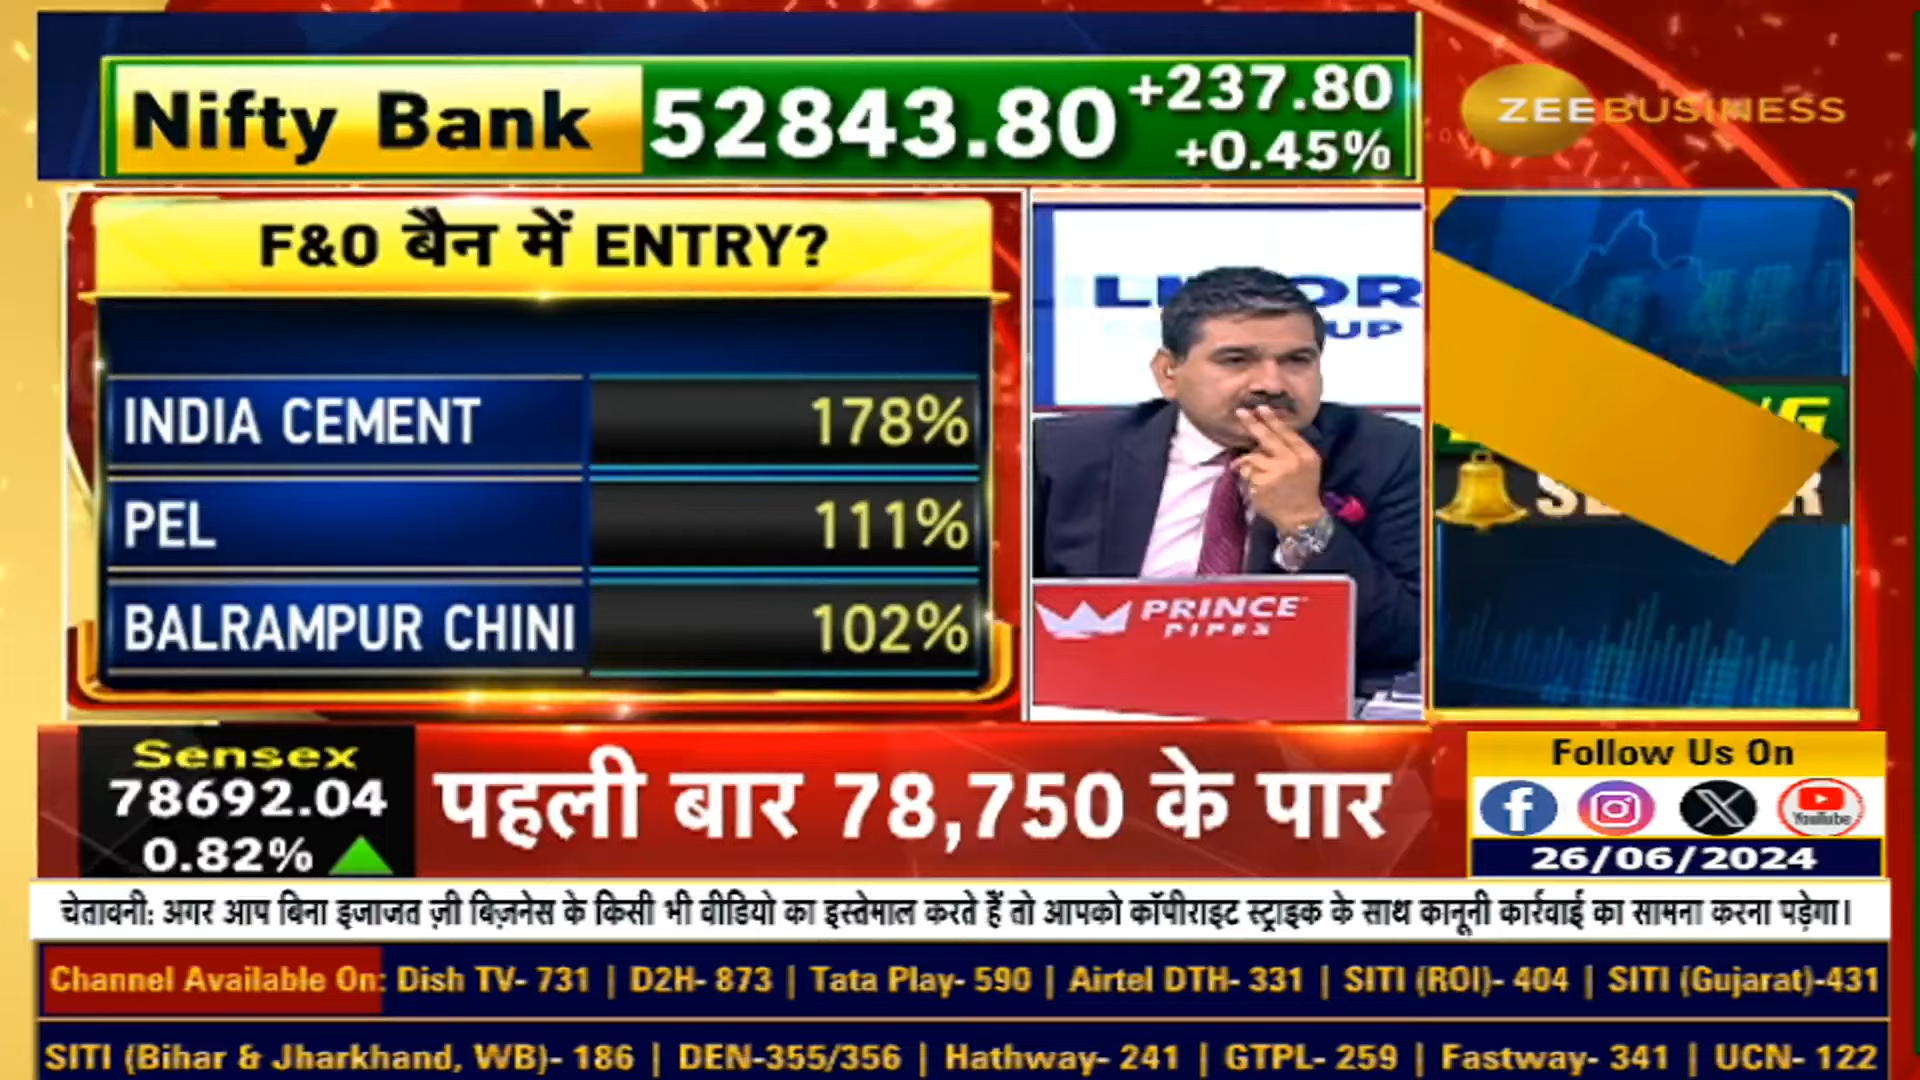 Nifty Bank 52843.80 +237.80
+0.45%
ZEEBUSINESS
F&O बैन में ENTRY?
INDIA CEMENT 178%
PEL 111%
BALRAMPUR CHINI 102%
UP
PRINCE
PIPES
Sensex
78692.04
0.82%
पहली बार 78,750 के पार
Follow Us On
YouTube
26/06/2024
चेतावनी: अगर आप बिना इजाजत ज़ी बिज़नेस के किसी भी वीडियो का इस्तेमाल करते हैं तो आपको कॉपीराइट स्ट्राइक के साथ कानूनी कार्रवाई का सामना करना पड़ेगा।
Channel Available On: Dish TV- 731 | D2H- 873 | Tata Play- 590 | Airtel DTH- 331 | SITI (ROI)- 404 | SITI (Gujarat)-431
SITI (Bihar & Jharkhand, WB)- 186 | DEN-355/356 | Hathway- 241 | GTPL- 259 | Fastway- 341 | UCN- 122